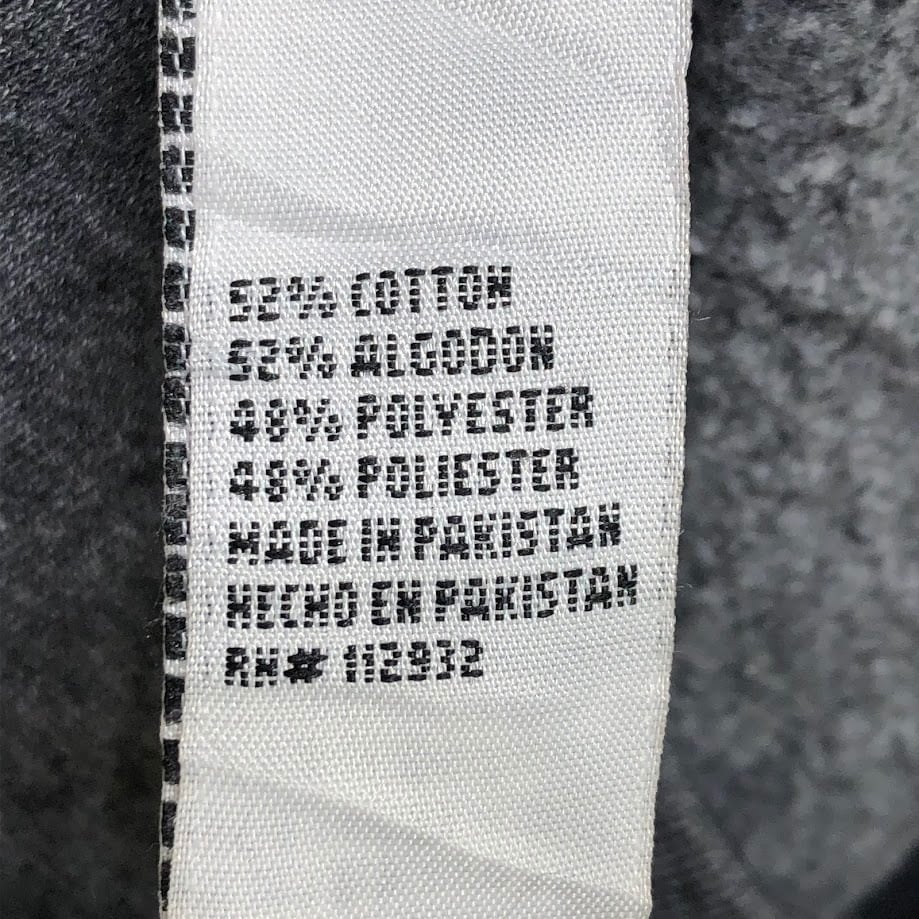 52% COTTON
52% ALGODON
48% POLYESTER
48% POLIESTER
MADE IN PAKISTAN
HECHO EN PAKISTAN
RN# 112932